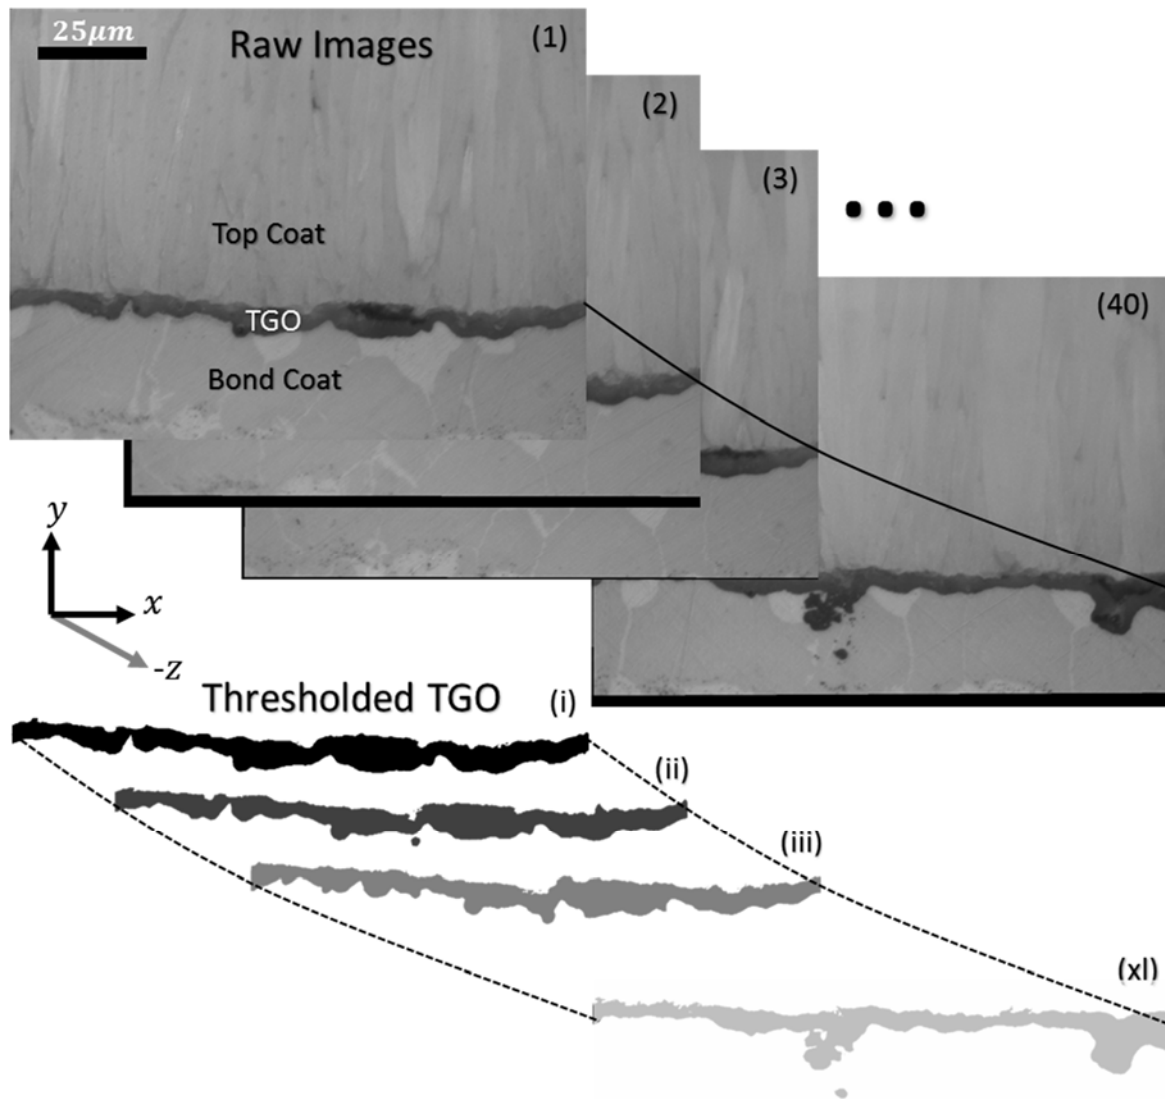 25μm
Raw Images
(1)
(2)
(3)
(40)
Top Coat
TGO
Bond Coat
y
x
-z
Thresholded TGO
(i)
(ii)
(iii)
(xl)